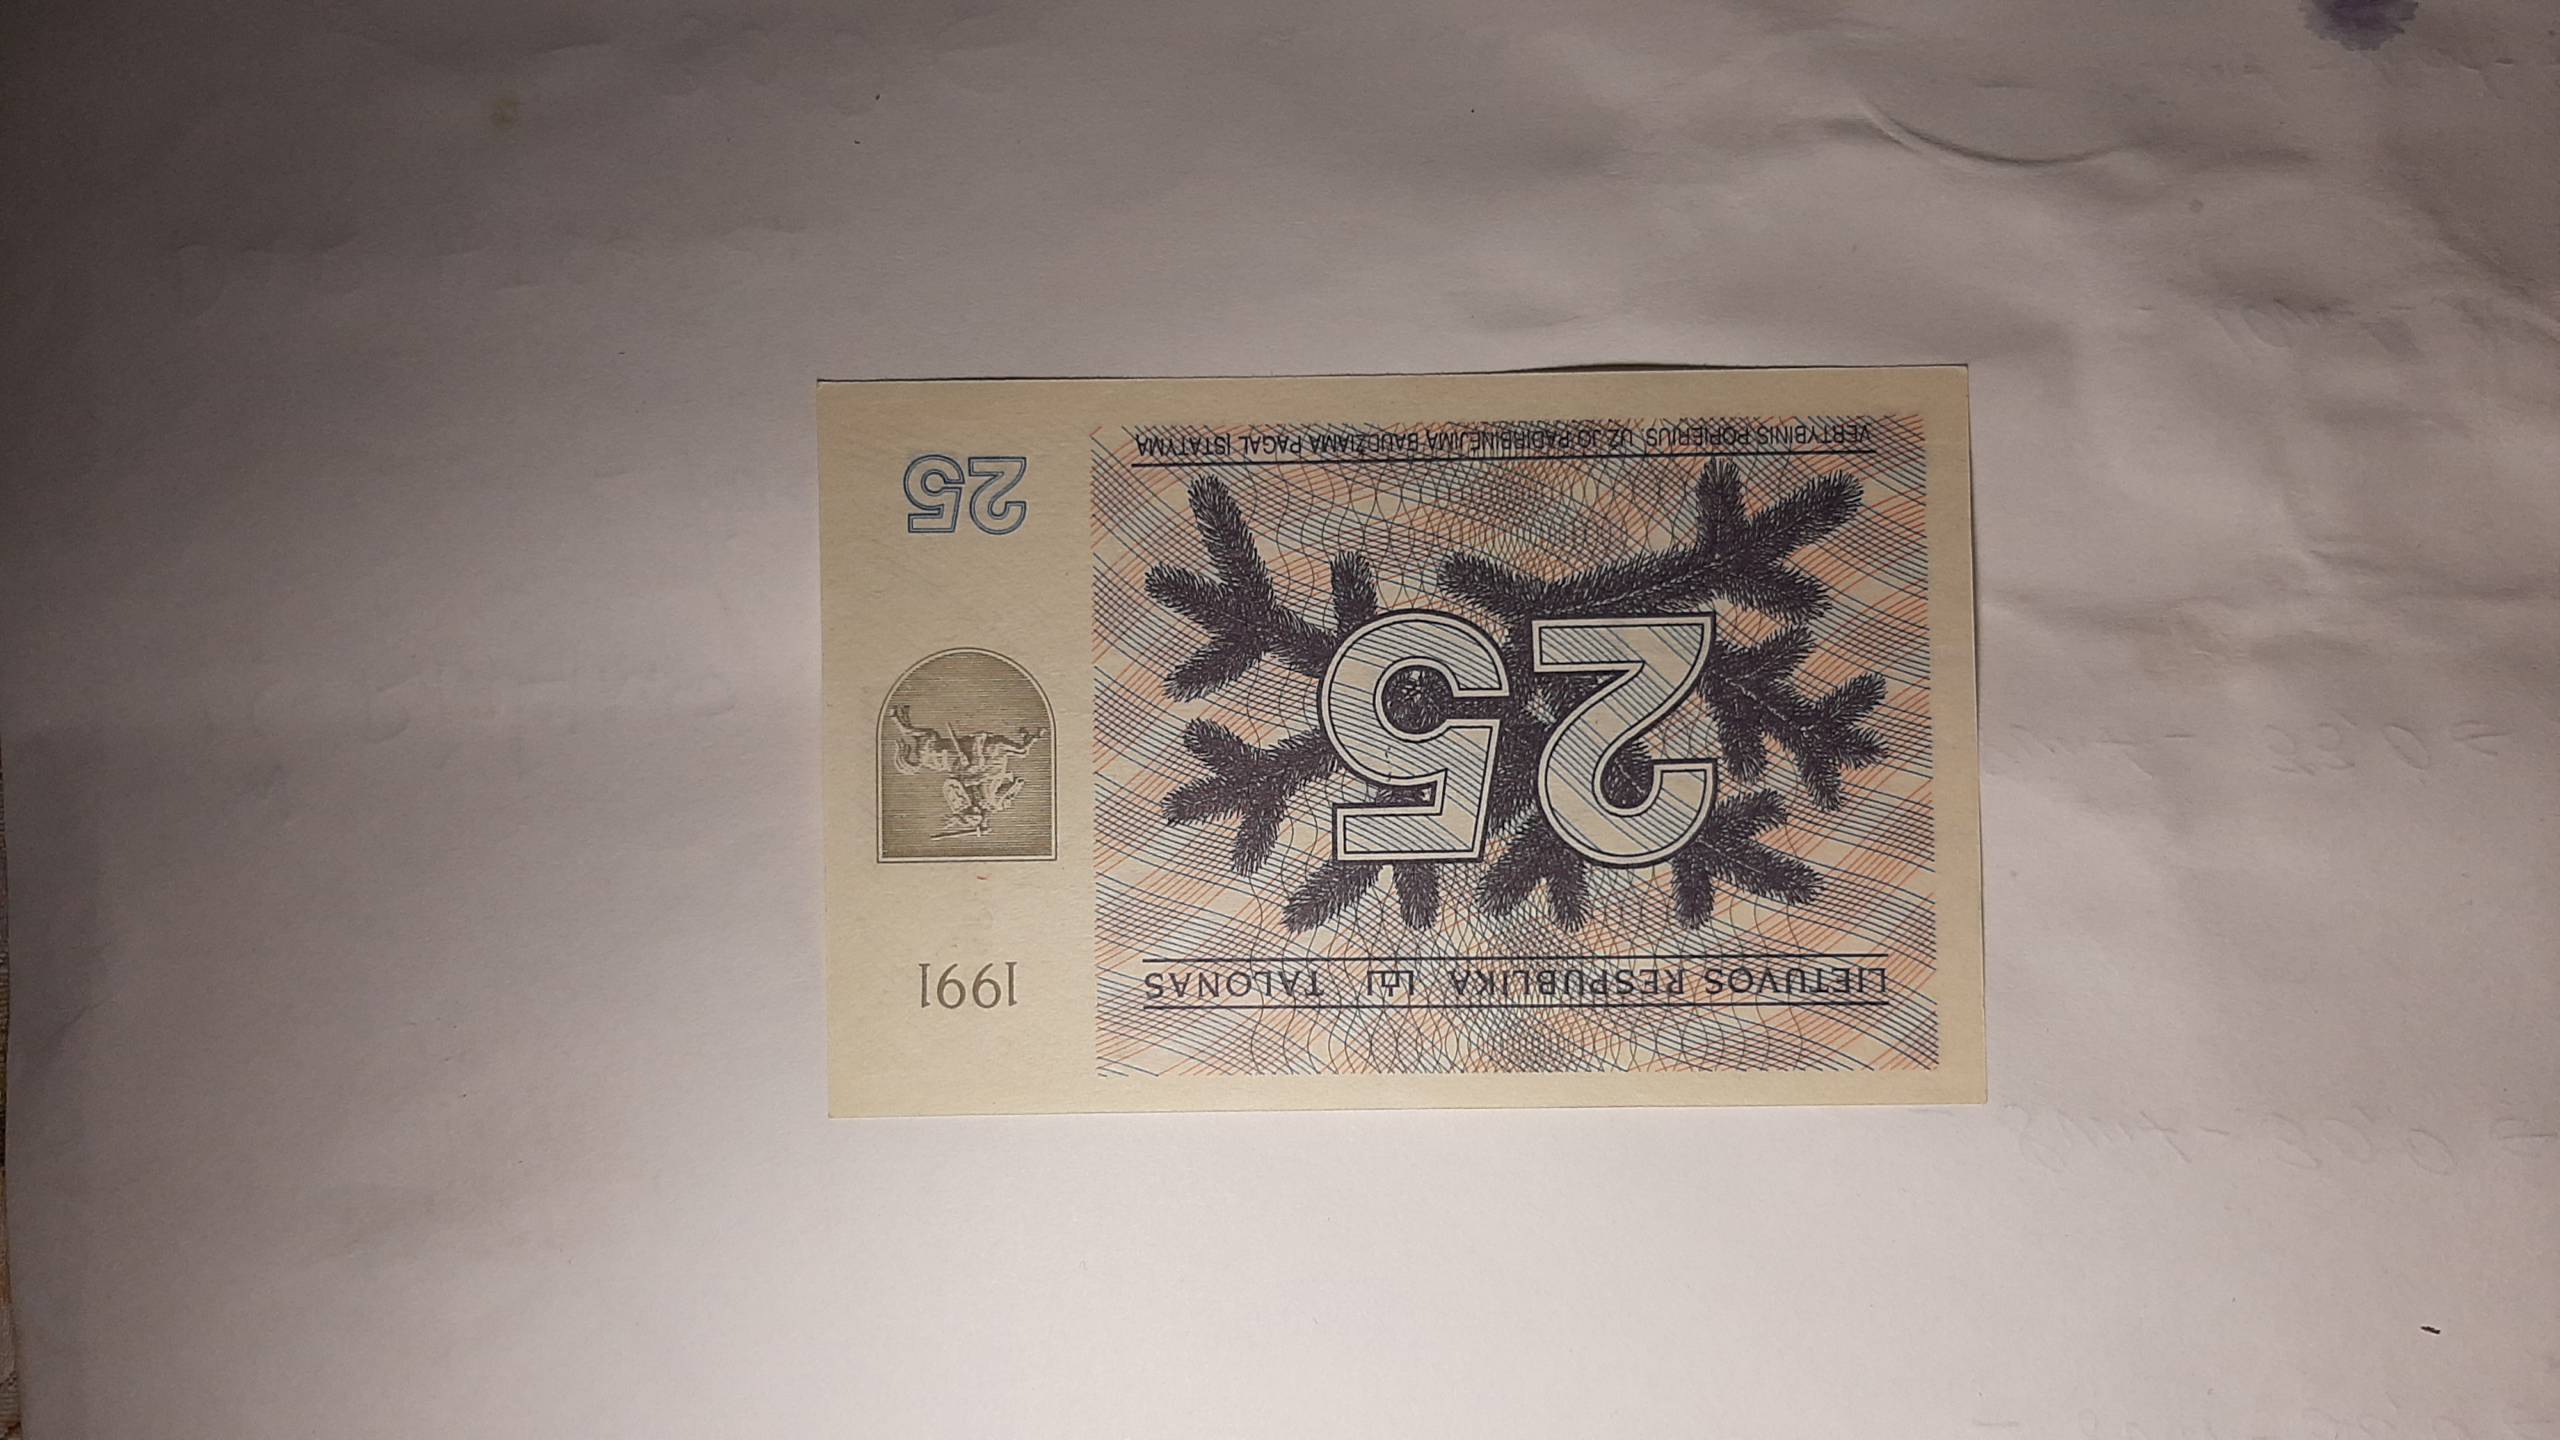 LIETUVOS RESPUBLIKA TALONAS
25
VERTYBINIS POPIERIUS, UŽ JO PADIRBINĖJIMĄ BAUDŽIAMA PAGAL ĮSTATYMĄ
1991
25